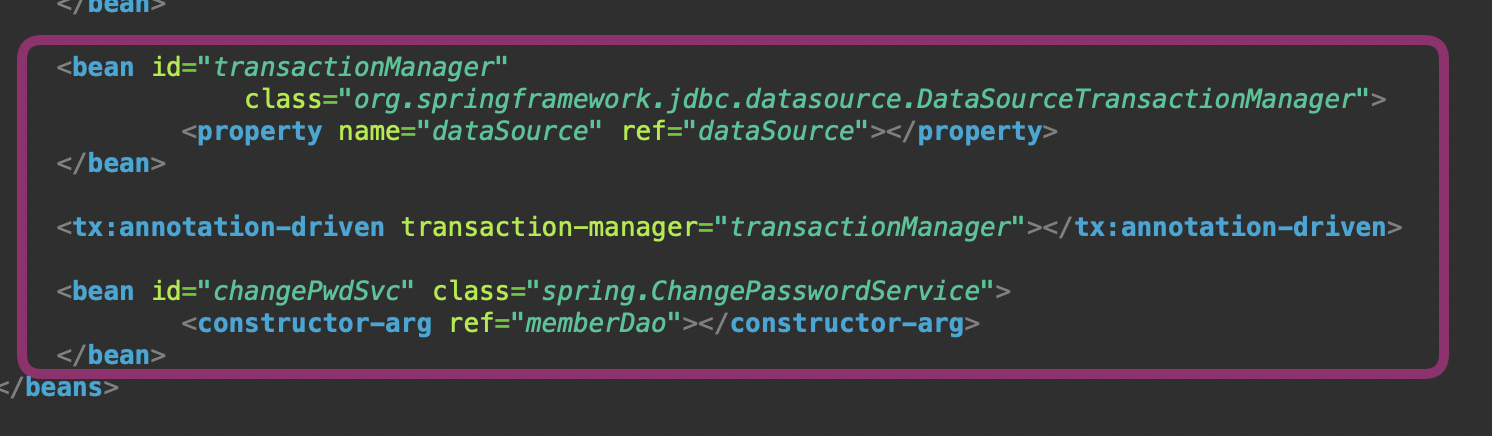 </bean>
<bean id="transactionManager"
class="org.springframework.jdbc.datasource.DataSourceTransactionManager">
<property name="dataSource" ref="dataSource"></property>
</bean>
<tx:annotation-driven transaction-manager="transactionManager"></tx:annotation-driven>
<bean id="changePwdSvc" class="spring.ChangePasswordService">
<constructor-arg ref="memberDao"></constructor-arg>
</bean>
</beans>